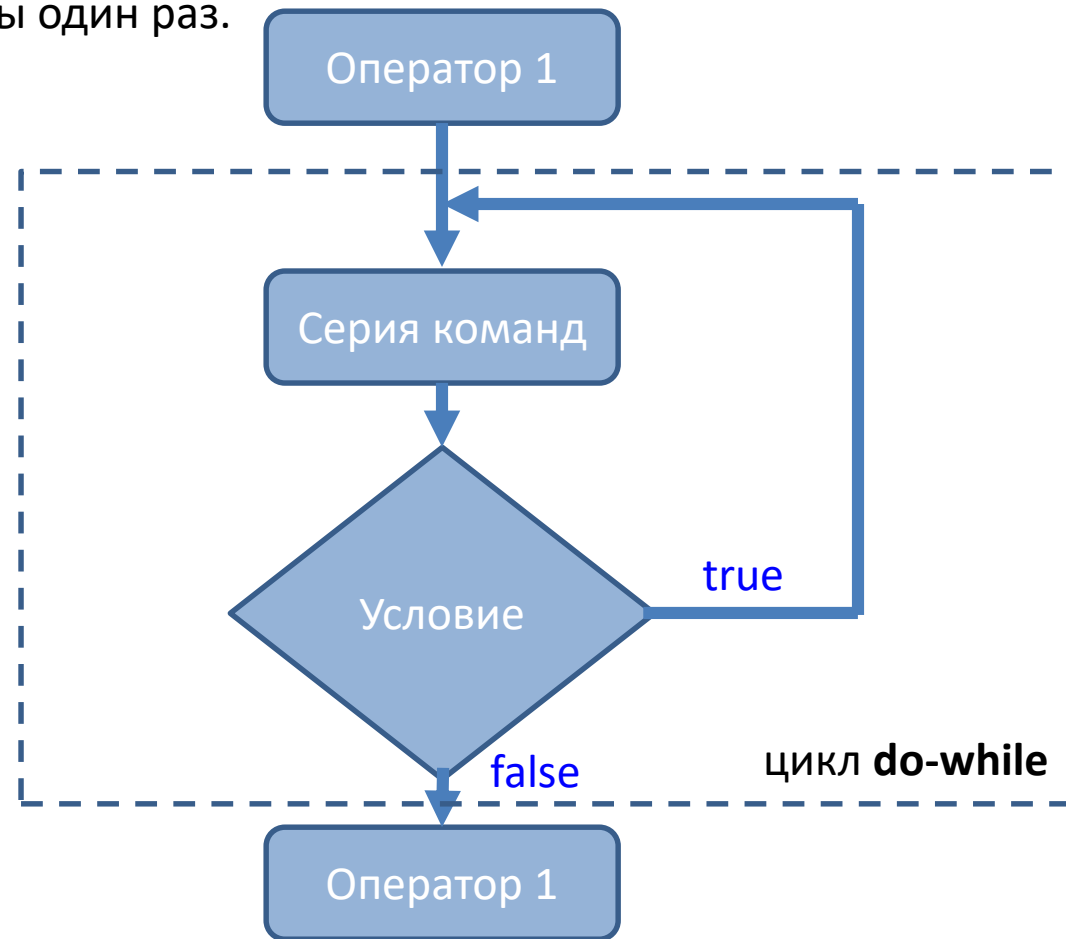 ы один раз.
Оператор 1
Серия команд
true
Условие
false
цикл do-while
Оператор 1